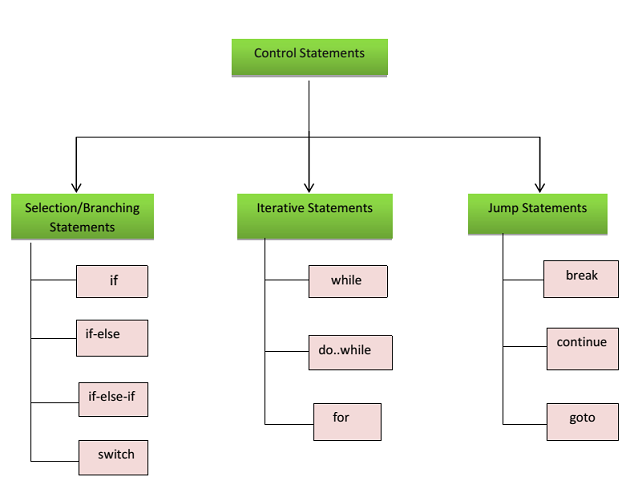 Control Statements
Selection/Branching
Statements
if
if-else
if-else-if
switch
Iterative Statements
while
do..while
for
Jump Statements
break
continue
goto